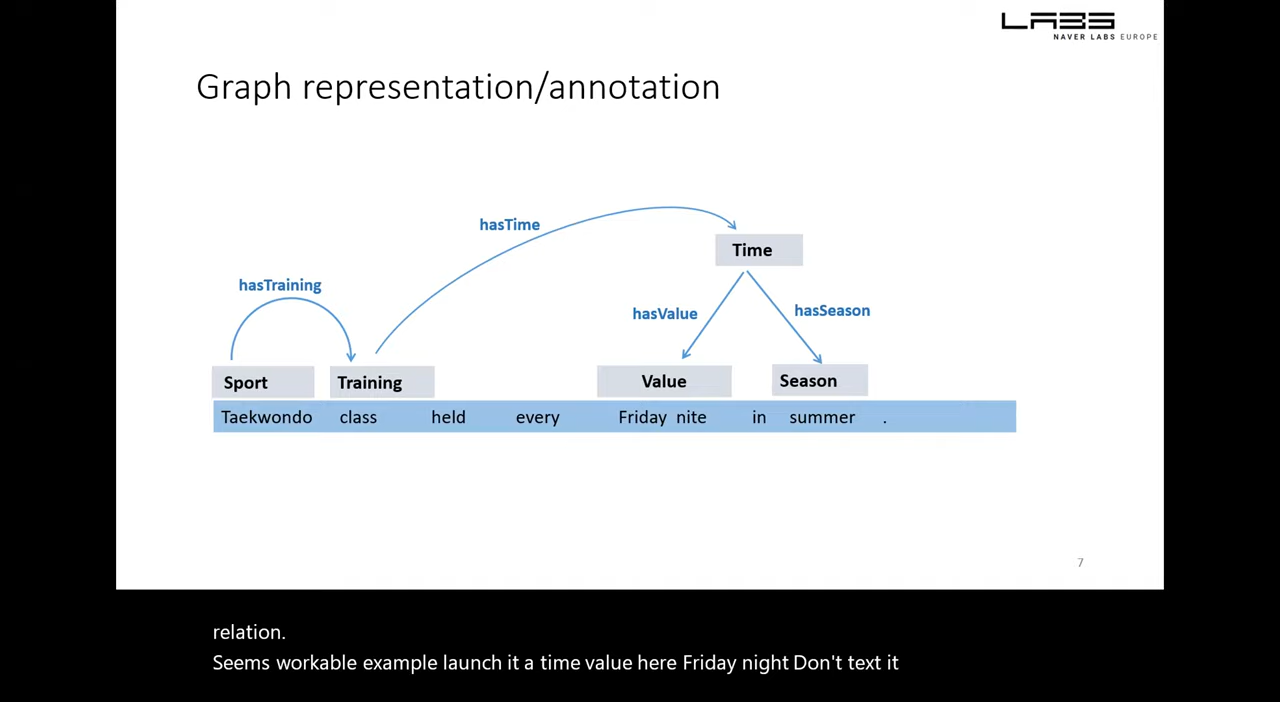 LABS
NAVER LABS EUROPE
Graph representation/annotation
hasTime
Time
hasTraining
hasValue
hasSeason
Sport Training Value Season
Taekwondo class held every Friday nite in summer .
7
relation.
Seems workable example launch it a time value here Friday night Don't text it